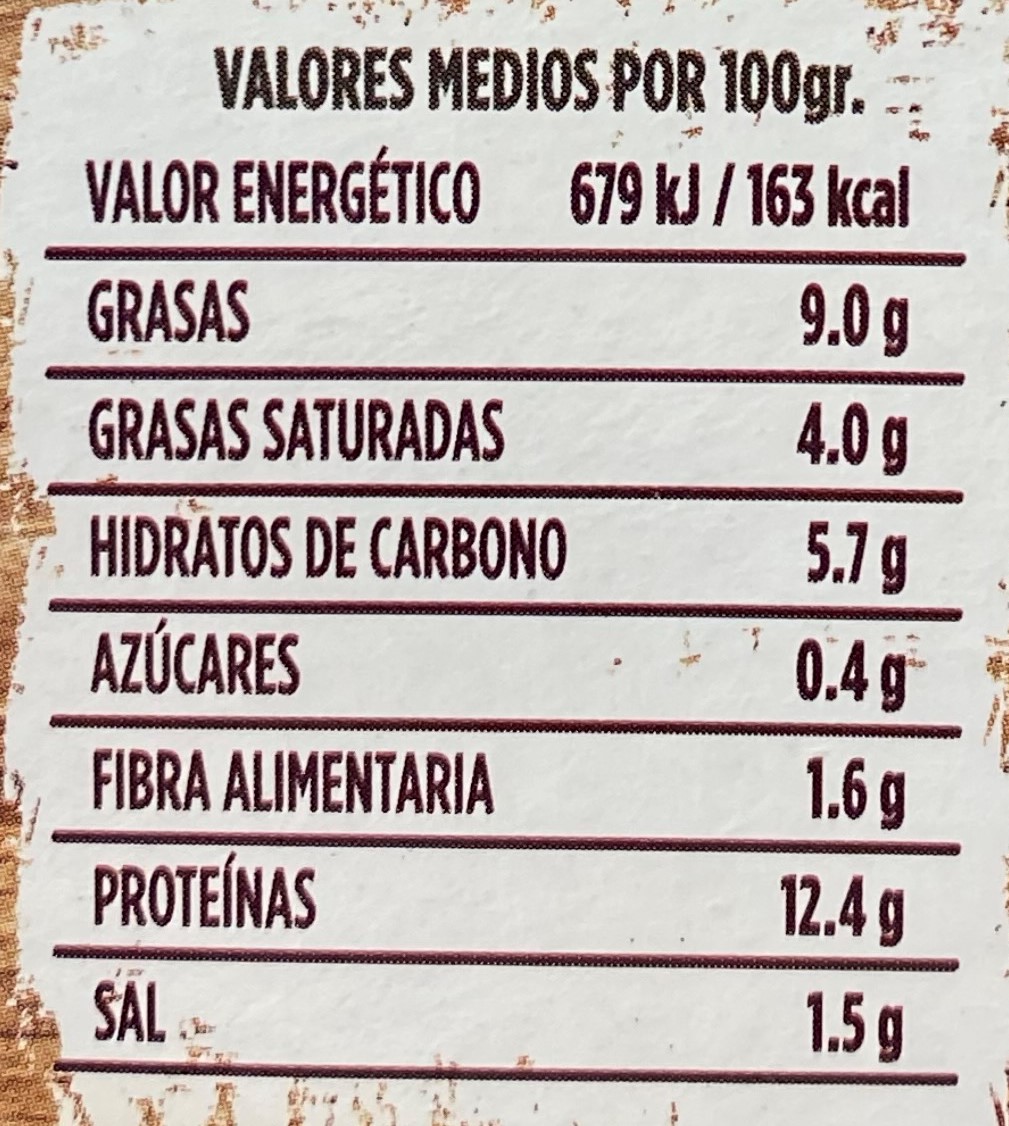 VALORES MEDIOS POR 100gr.
VALOR ENERGÉTICO 679 kJ / 163 kcal
GRASAS 9.0 g
GRASAS SATURADAS 4.0 g
HIDRATOS DE CARBONO 5.7 g
AZÚCARES 0.4 g
FIBRA ALIMENTARIA 1.6 g
PROTEÍNAS 12.4 g
SAL 1.5 g